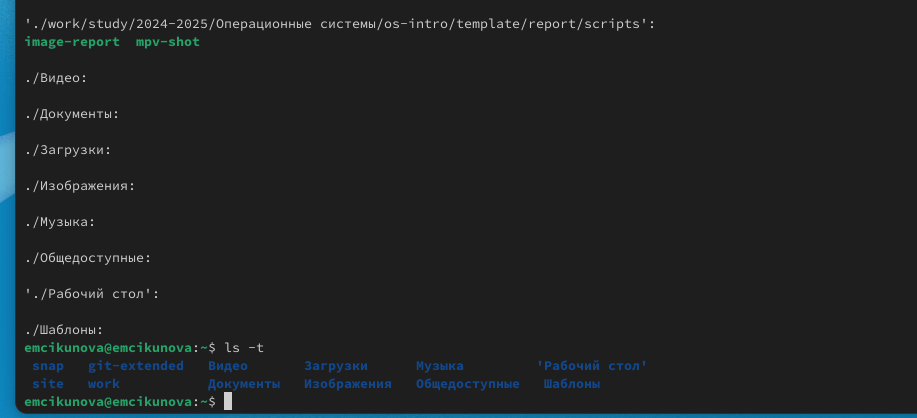 './work/study/2024-2025/Операционные системы/os-intro/template/report/scripts':
image-report  mpv-shot
./Видео:
./Документы:
./Загрузки:
./Изображения:
./Музыка:
./Общедоступные:
'./Рабочий стол':
./Шаблоны:
emcikunova@emcikunova:~$ ls -t
snap   git-extended   Видео       Загрузки      Музыка         'Рабочий стол'
site   work           Документы   Изображения   Общедоступные   Шаблоны
emcikunova@emcikunova:~$